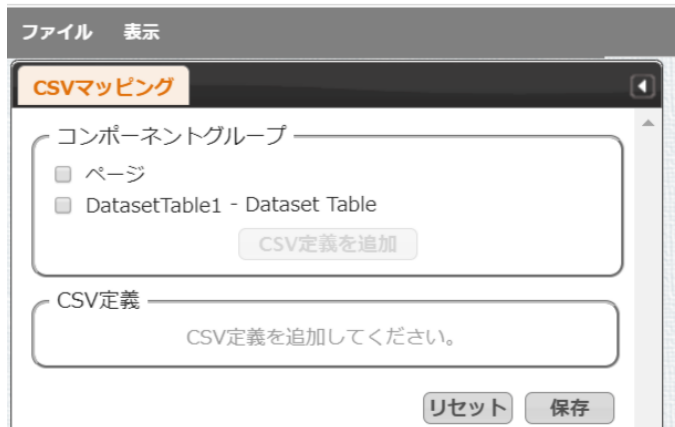 ファイル 表示
CSVマッピング
コンポーネントグループ
ページ
DatasetTable1 - Dataset Table
CSV定義を追加
CSV定義
CSV定義を追加してください。
リセット 保存